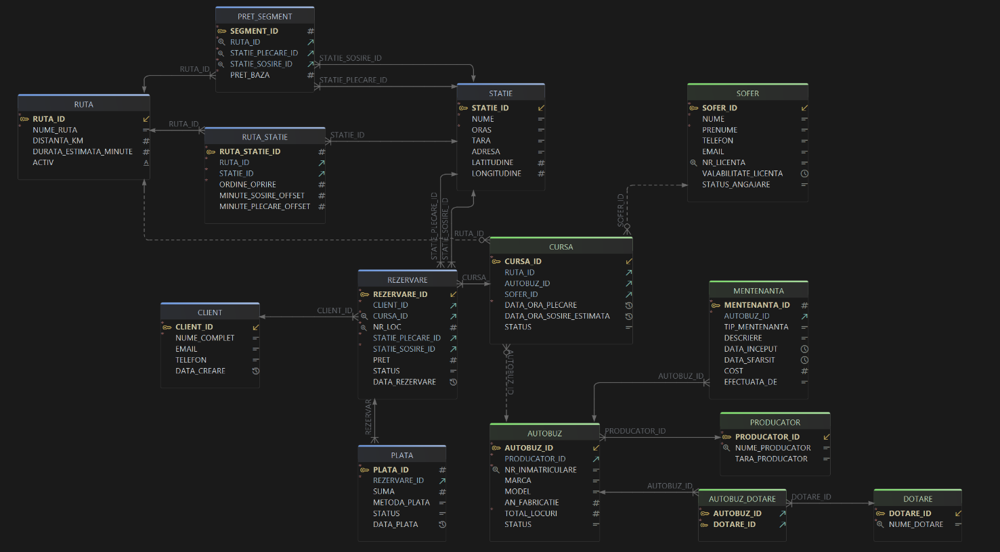 PRET_SEGMENT
SEGMENT_ID #
RUTA_ID
STATIE_PLECARE_ID
STATIE_SOSIRE_ID
PRET_BAZA #
STATIE_SOSIRE_ID
STATIE_PLECARE_ID
RUTA_ID
RUTA
RUTA_ID
NUME_RUTA
DISTANTA_KM #
DURATA_ESTIMATA_MINUTE #
ACTIV A
RUTA_ID
RUTA_STATIE
RUTA_STATIE_ID #
RUTA_ID
STATIE_ID
ORDINE_OPRIRE #
MINUTE_SOSIRE_OFFSET #
MINUTE_PLECARE_OFFSET #
STATIE_ID
STATIE
STATIE_ID
NUME
ORAS
TARA
ADRESA
LATITUDINE #
LONGITUDINE #
SOFER
SOFER_ID
NUME
PRENUME
TELEFON
EMAIL
NR_LICENTA
VALABILITATE_LICENTA
STATUS_ANGAJARE
STATIE_PLECARE_ID
STATIE_SOSIRE_ID
RUTA_ID
SOFER_ID
CURSA
CURSA_ID
RUTA_ID
AUTOBUZ_ID
SOFER_ID
DATA_ORA_PLECARE
DATA_ORA_SOSIRE_ESTIMATA
STATUS
REZERVARE
REZERVARE_ID
CLIENT_ID
CURSA_ID
NR_LOC #
STATIE_PLECARE_ID
STATIE_SOSIRE_ID
PRET #
STATUS
DATA_REZERVARE
CURSA_
CLIENT_ID
CLIENT
CLIENT_ID
NUME_COMPLET
EMAIL
TELEFON
DATA_CREARE
MENTENANTA
MENTENANTA_ID #
AUTOBUZ_ID
TIP_MENTENANTA
DESCRIERE
DATA_INCEPUT
DATA_SFARSIT
COST #
EFECTUATA_DE
AUTOBUZ_ID
AUTOBUZ_ID
REZERVAR
PLATA
PLATA_ID #
REZERVARE_ID
SUMA #
METODA_PLATA
STATUS
DATA_PLATA
AUTOBUZ
AUTOBUZ_ID
PRODUCATOR_ID
NR_INMATRICULARE
MARCA
MODEL
AN_FABRICATIE #
TOTAL_LOCURI #
STATUS
PRODUCATOR_ID
PRODUCATOR
PRODUCATOR_ID
NUME_PRODUCATOR
TARA_PRODUCATOR
AUTOBUZ_ID
AUTOBUZ_DOTARE
AUTOBUZ_ID
DOTARE_ID
DOTARE_ID
DOTARE
DOTARE_ID
NUME_DOTARE